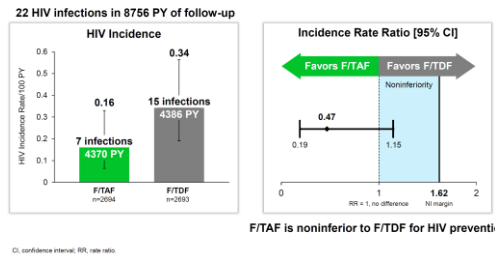 22 HIV infections in 8756 PY of follow-up
HIV Incidence
HIV Incidence Rate/100 PY
0.6
0.5
0.4
0.3
0.2
0.1
0
0.16
7 infections
4370 PY
0.34
15 infections
4386 PY
F/TAF
n=2694
F/TDF
n=2693
Incidence Rate Ratio [95% CI]
Favors F/TAF
Favors F/TDF
Noninferiority
0.47
0.19
1.15
0
1
1.62
2
RR = 1, no difference
NI margin
F/TAF is noninferior to F/TDF for HIV preventi
CI, confidence interval; RR, rate ratio.